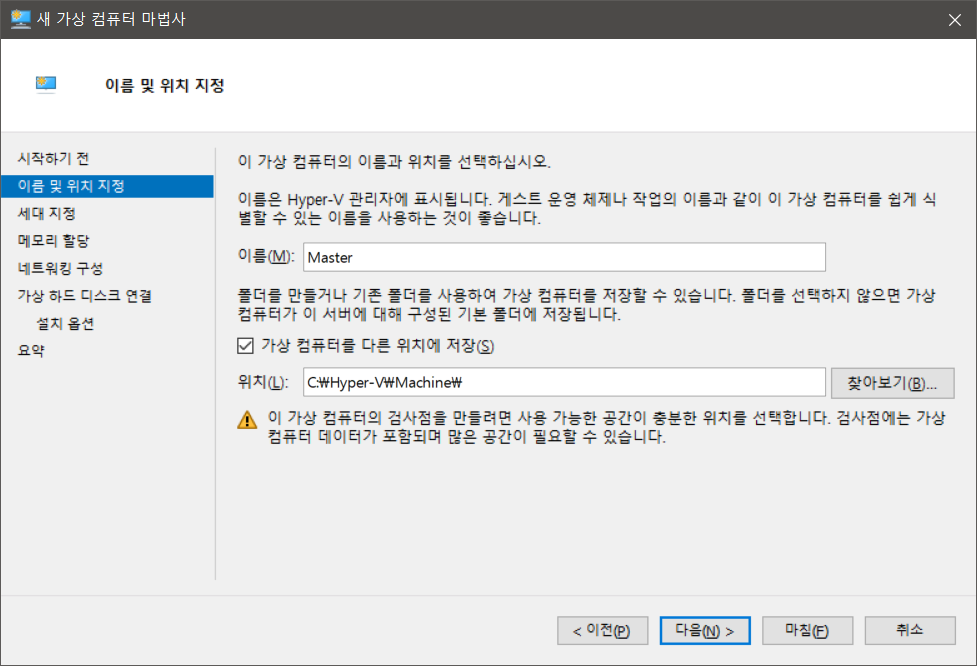 새 가상 컴퓨터 마법사
이름 및 위치 지정
시작하기 전
이름 및 위치 지정
세대 지정
메모리 할당
네트워킹 구성
가상 하드 디스크 연결
설치 옵션
요약
이 가상 컴퓨터의 이름과 위치를 선택하십시오.
이름은 Hyper-V 관리자에 표시됩니다. 게스트 운영 체제나 작업의 이름과 같이 이 가상 컴퓨터를 쉽게 식
별할 수 있는 이름을 사용하는 것이 좋습니다.
이름(M): Master
폴더를 만들거나 기존 폴더를 사용하여 가상 컴퓨터를 저장할 수 있습니다. 폴더를 선택하지 않으면 가상
컴퓨터가 이 서버에 대해 구성된 기본 폴더에 저장됩니다.
가상 컴퓨터를 다른 위치에 저장(S)
위치(L): C:₩Hyper-V₩Machine₩ 찾아보기(B)...
이 가상 컴퓨터의 검사점을 만들려면 사용 가능한 공간이 충분한 위치를 선택합니다. 검사점에는 가상
컴퓨터 데이터가 포함되며 많은 공간이 필요할 수 있습니다.
< 이전(P) 다음(N) > 마침(F) 취소